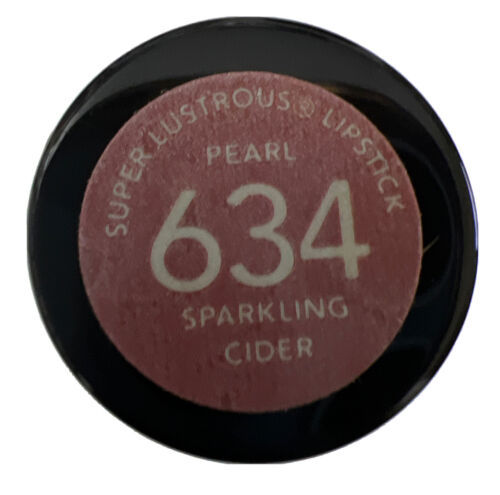 SUPER LUSTROUS® LIPSTICK
PEARL
634
SPARKLING
CIDER